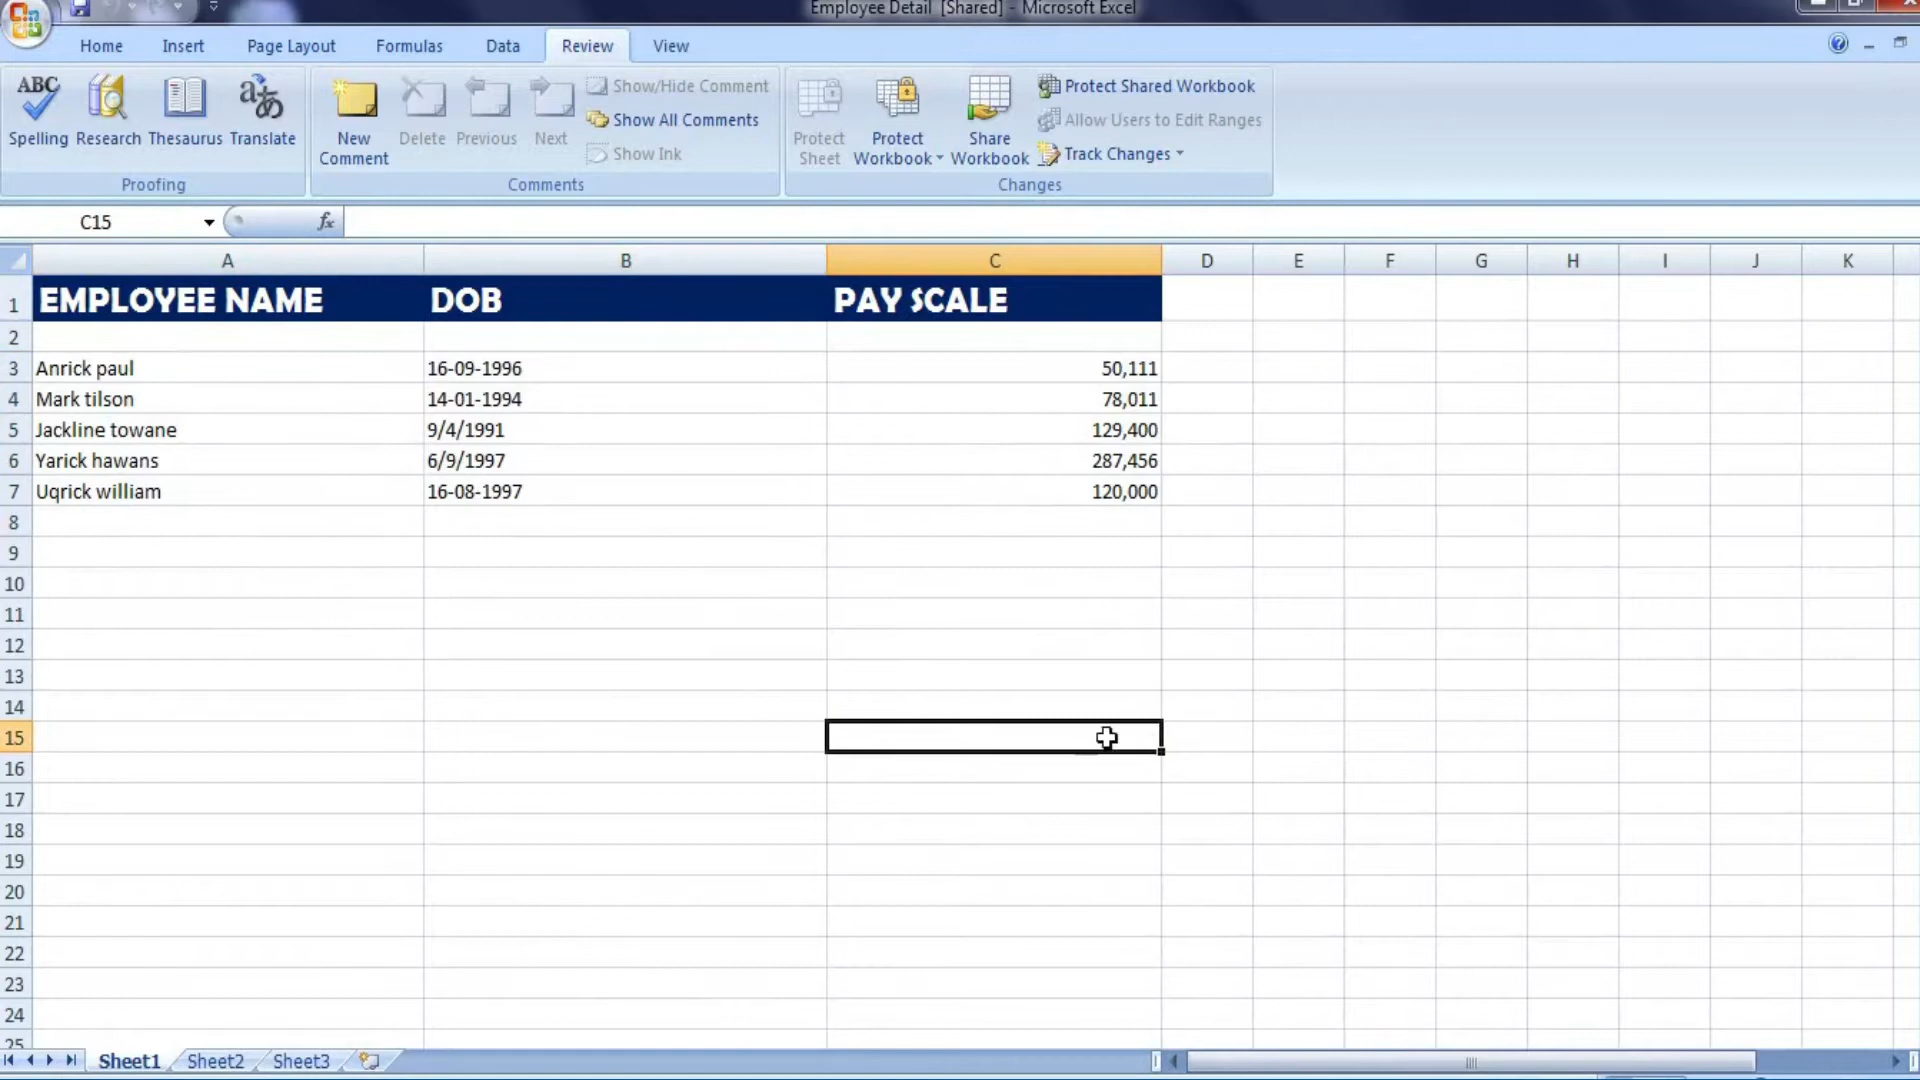 Employee Detail [Shared] - Microsoft Excel
Home Insert Page Layout Formulas Data Review View
ABC
Spelling Research Thesaurus Translate
Proofing
New Comment Delete Previous Next
Show/Hide Comment
Show All Comments
Show Ink
Comments
Protect Sheet Protect Workbook Share Workbook
Protect Shared Workbook
Allow Users to Edit Ranges
Track Changes
Changes
C15 fx
A B C D E F G H I J K
1 EMPLOYEE NAME DOB PAY SCALE
2
3 Anrick paul 16-09-1996 50,111
4 Mark tilson 14-01-1994 78,011
5 Jackline towane 9/4/1991 129,400
6 Yarick hawans 6/9/1997 287,456
7 Uqrick william 16-08-1997 120,000
8
9
10
11
12
13
14
15
16
17
18
19
20
21
22
23
24
25
Sheet1 Sheet2 Sheet3